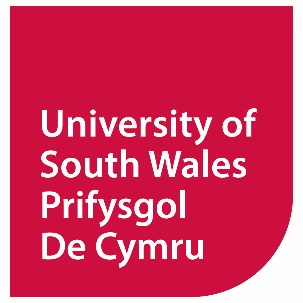 University of
South Wales
Prifysgol
De Cymru